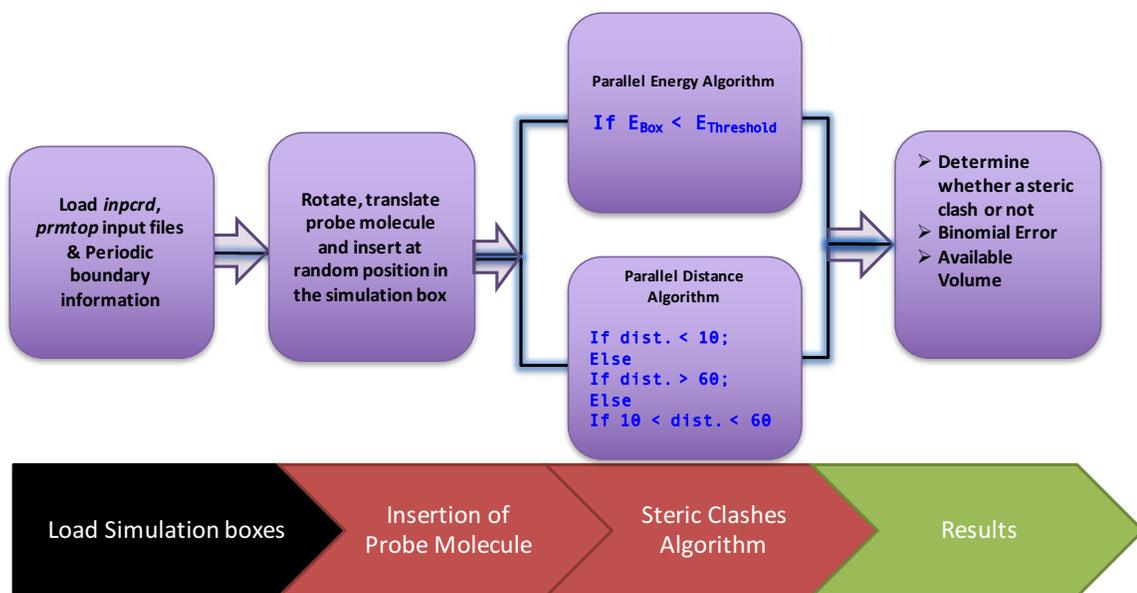 Load inpcrd,
prmtop input files
& Periodic
boundary
information
Rotate, translate
probe molecule
and insert at
random position in
the simulation box
Parallel Energy Algorithm
If EBox < EThreshold
Parallel Distance
Algorithm
If dist. < 10;
Else
If dist. > 60;
Else
If 10 < dist. < 60
➢ Determine
whether a steric
clash or not
➢ Binomial Error
➢ Available
Volume
Load Simulation boxes
Insertion of
Probe Molecule
Steric Clashes
Algorithm
Results